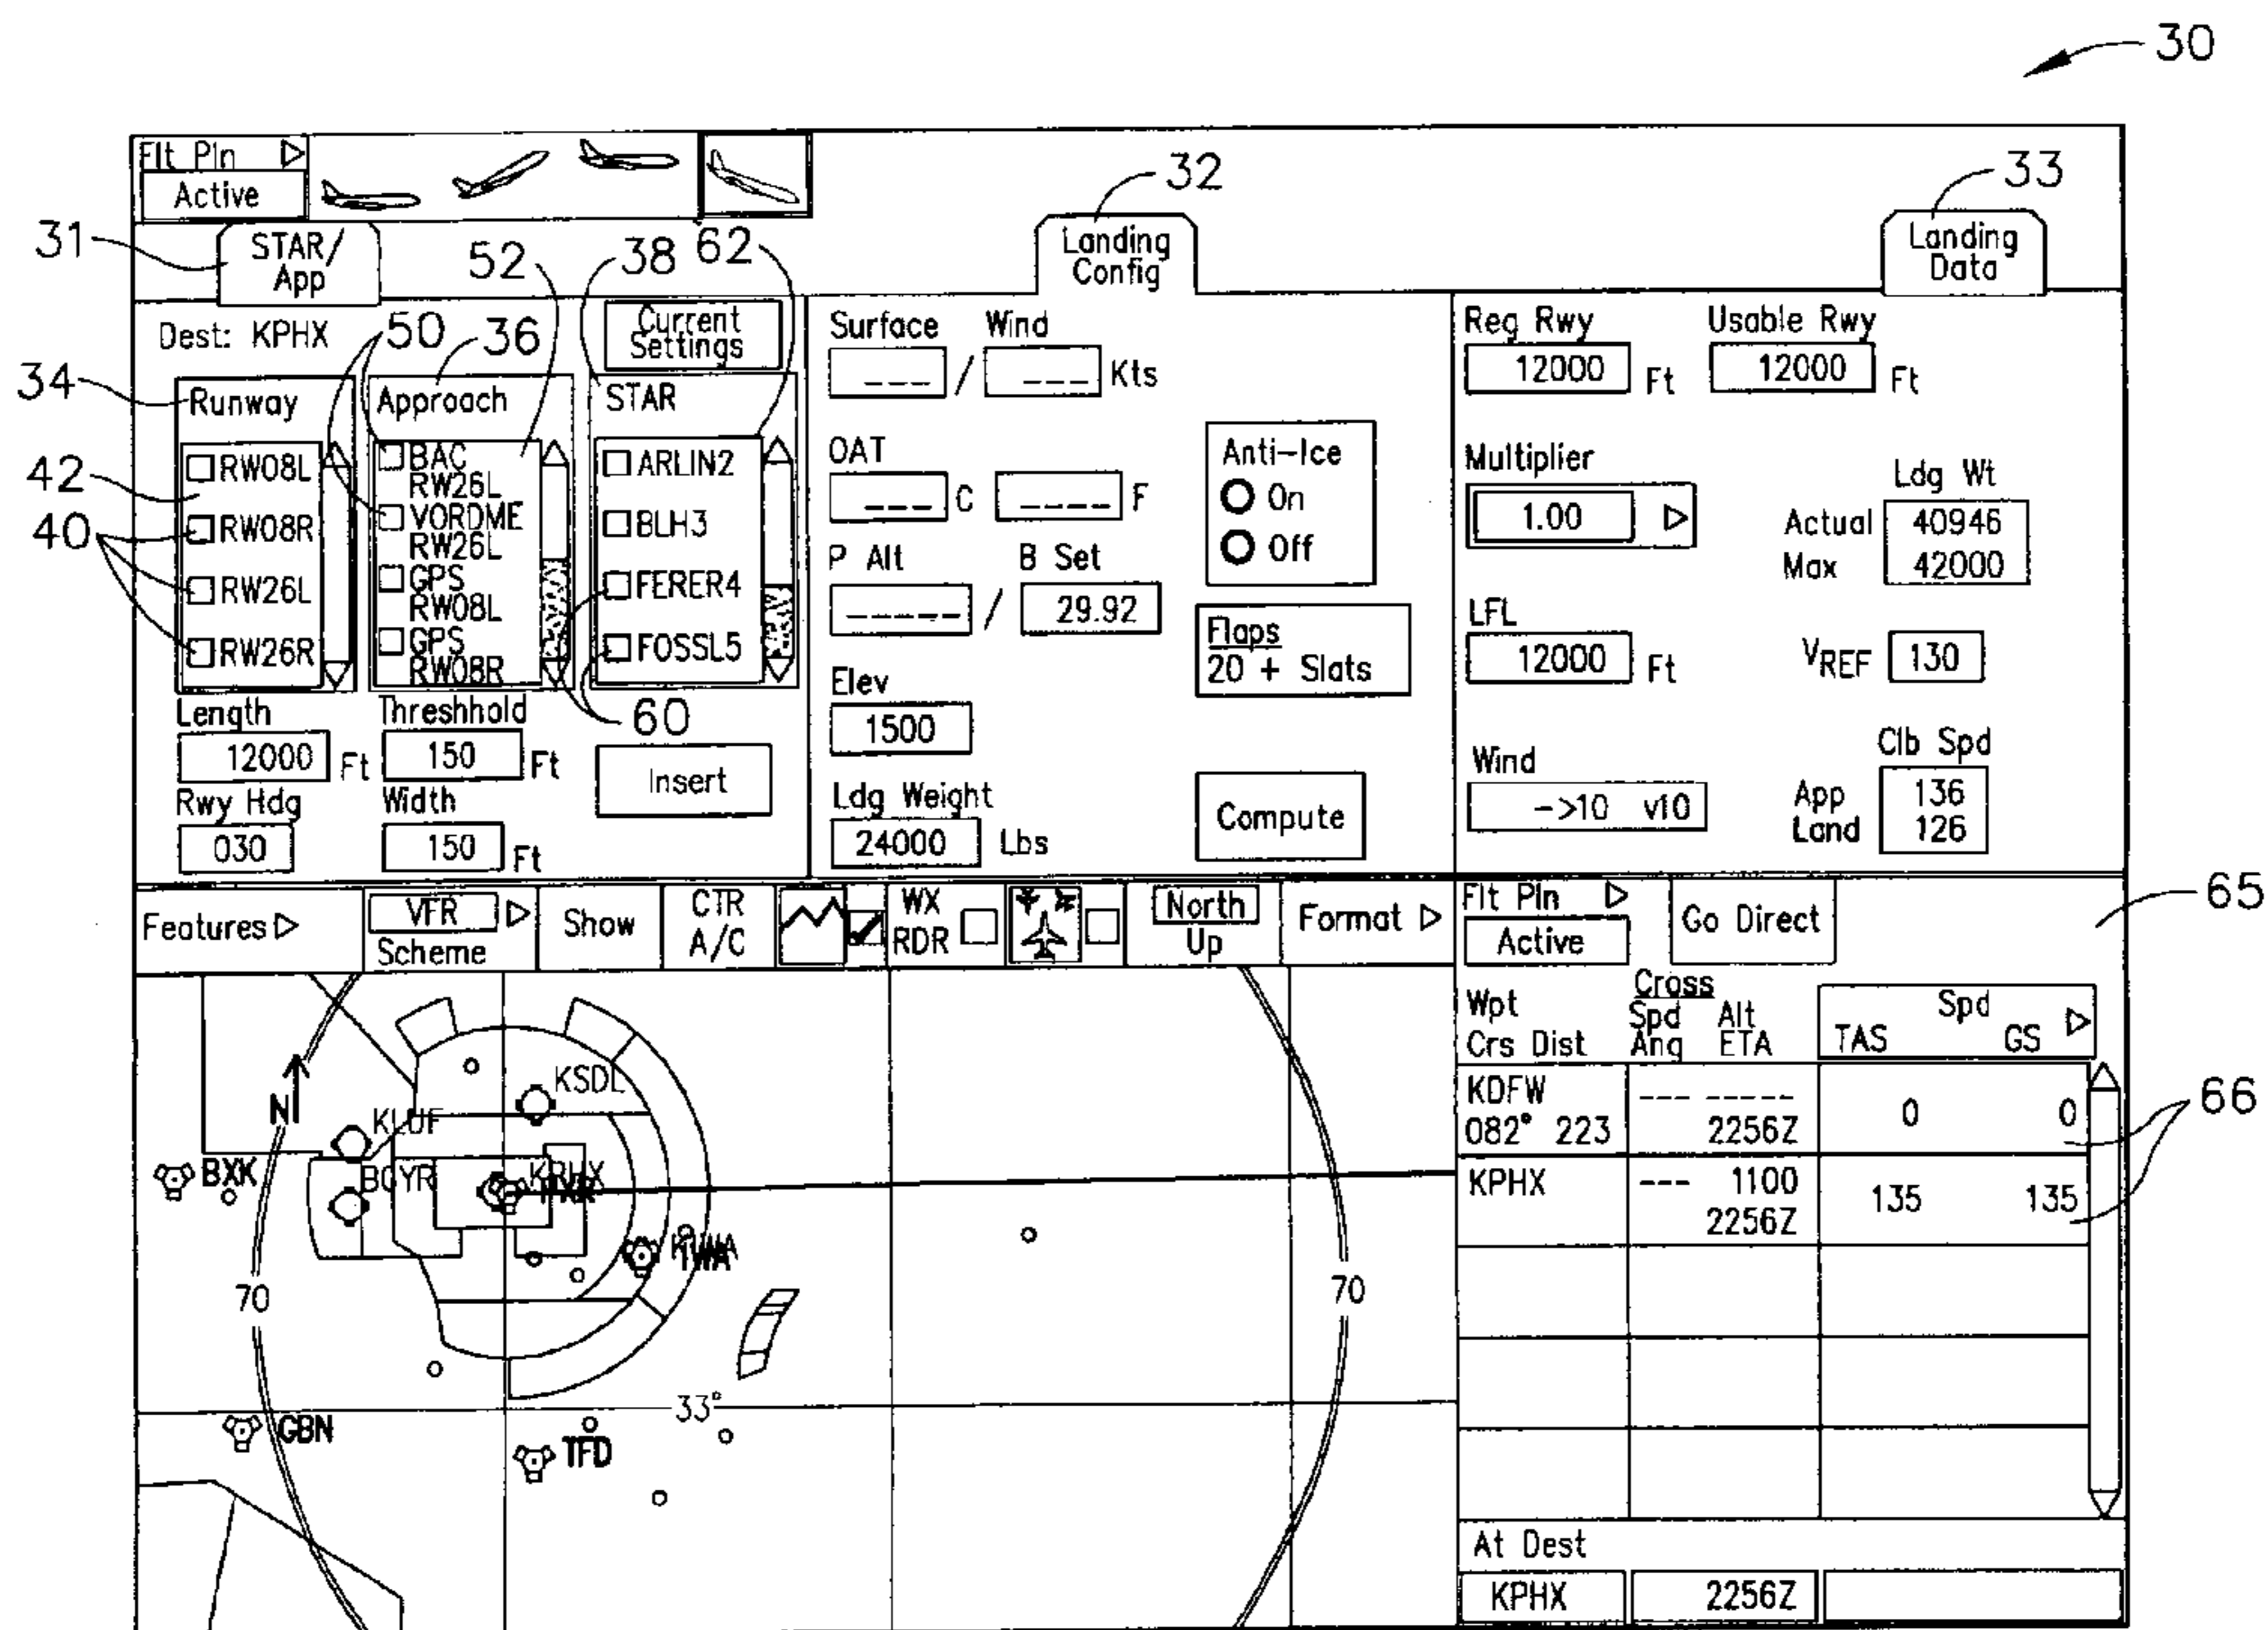 30
Flt Pln
Active
31
STAR/
App
52
38
62
32
Landing
Config
33
Landing
Data
Dest: KPHX
50
36
Current
Settings
34
Runway
Approach
STAR
42
40
RW08L
RW08R
RW26L
RW26R
BAC
RW26L
VORDME
RW26L
GPS
RW08L
GPS
RW08R
ARLIN2
BLH3
FERER4
FOSSL5
60
Length
12000 Ft
Threshhold
150 Ft
Rwy Hdg
030
Width
150 Ft
Insert
Surface Wind
--- / --- Kts
OAT
--- C ---- F
P Alt B Set
----- / 29.92
Elev
1500
Ldg Weight
24000 Lbs
Anti-Ice
On
Off
Flaps
20 + Slats
Compute
Req Rwy Usable Rwy
12000 Ft 12000 Ft
Multiplier
1.00
Ldg Wt
Actual 40946
Max 42000
LFL
12000 Ft
VREF 130
Wind
->10 v10
Clb Spd
App 136
Land 126
Features
VFR
Scheme
Show
CTR
A/C
WX
RDR
North
Up
Format
Flt Pln
Active
Go Direct
65
Wpt
Crs Dist
Cross
Spd Alt
Ang ETA
Spd
TAS GS
KDFW --- -----
082° 223 2256Z 0 0
66
KPHX --- 1100
2256Z 135 135
At Dest
KPHX 2256Z
N
KSDL
KLUF
BXK
BGYR
KPHX
70
70
33°
GBN
TFD